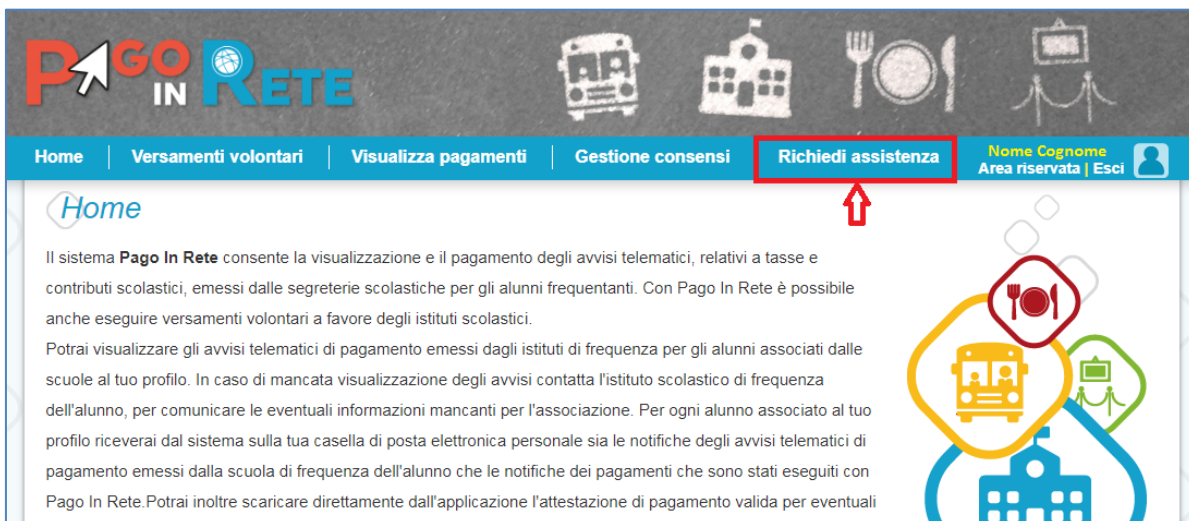 PAGO
IN RETE
Home Versamenti volontari Visualizza pagamenti Gestione consensi Richiedi assistenza Nome Cognome
Area riservata | Esci
Home
Il sistema Pago In Rete consente la visualizzazione e il pagamento degli avvisi telematici, relativi a tasse e
contributi scolastici, emessi dalle segreterie scolastiche per gli alunni frequentanti. Con Pago In Rete è possibile
anche eseguire versamenti volontari a favore degli istituti scolastici.
Potrai visualizzare gli avvisi telematici di pagamento emessi dagli istituti di frequenza per gli alunni associati dalle
scuole al tuo profilo. In caso di mancata visualizzazione degli avvisi contatta l'istituto scolastico di frequenza
dell'alunno, per comunicare le eventuali informazioni mancanti per l'associazione. Per ogni alunno associato al tuo
profilo riceverai dal sistema sulla tua casella di posta elettronica personale sia le notifiche degli avvisi telematici di
pagamento emessi dalla scuola di frequenza dell'alunno che le notifiche dei pagamenti che sono stati eseguiti con
Pago In Rete.Potrai inoltre scaricare direttamente dall'applicazione l'attestazione di pagamento valida per eventuali